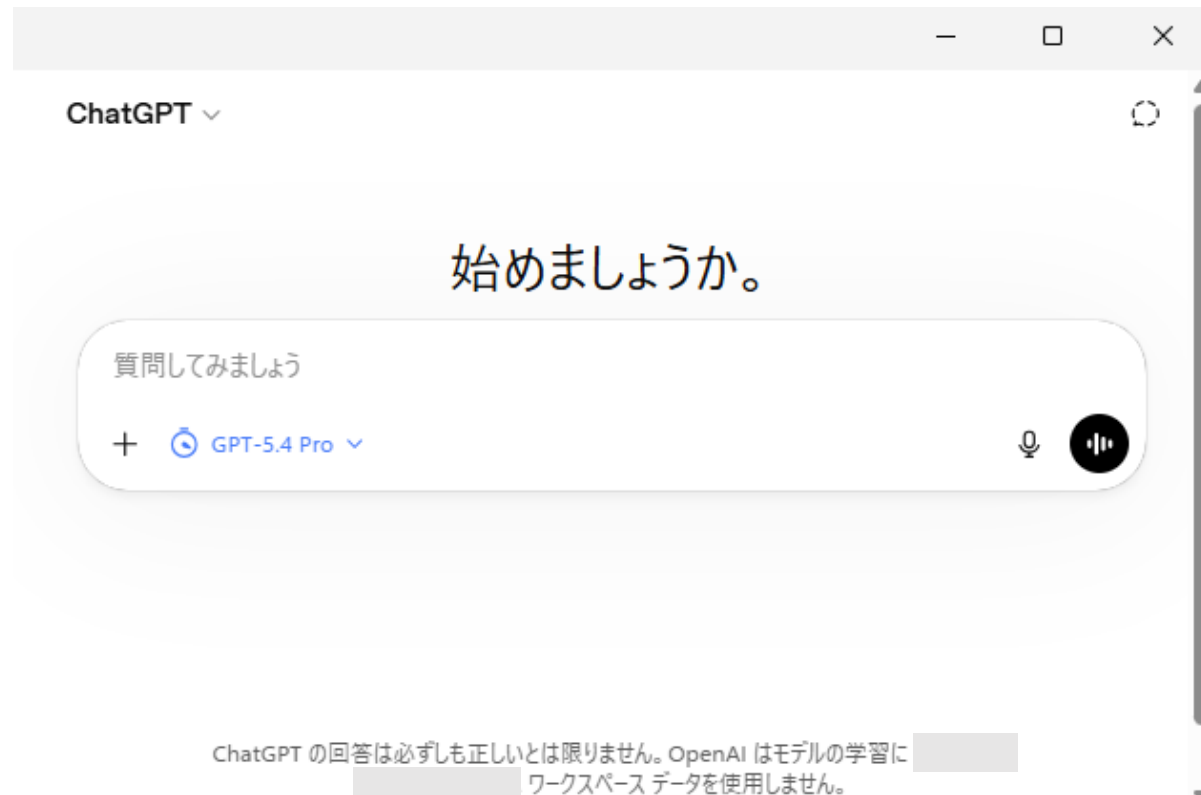 ChatGPT
始めましょうか。
質問してみましょう
GPT-5.4 Pro
ChatGPT の回答は必ずしも正しいとは限りません。OpenAI はモデルの学習に
ワークスペース データを使用しません。